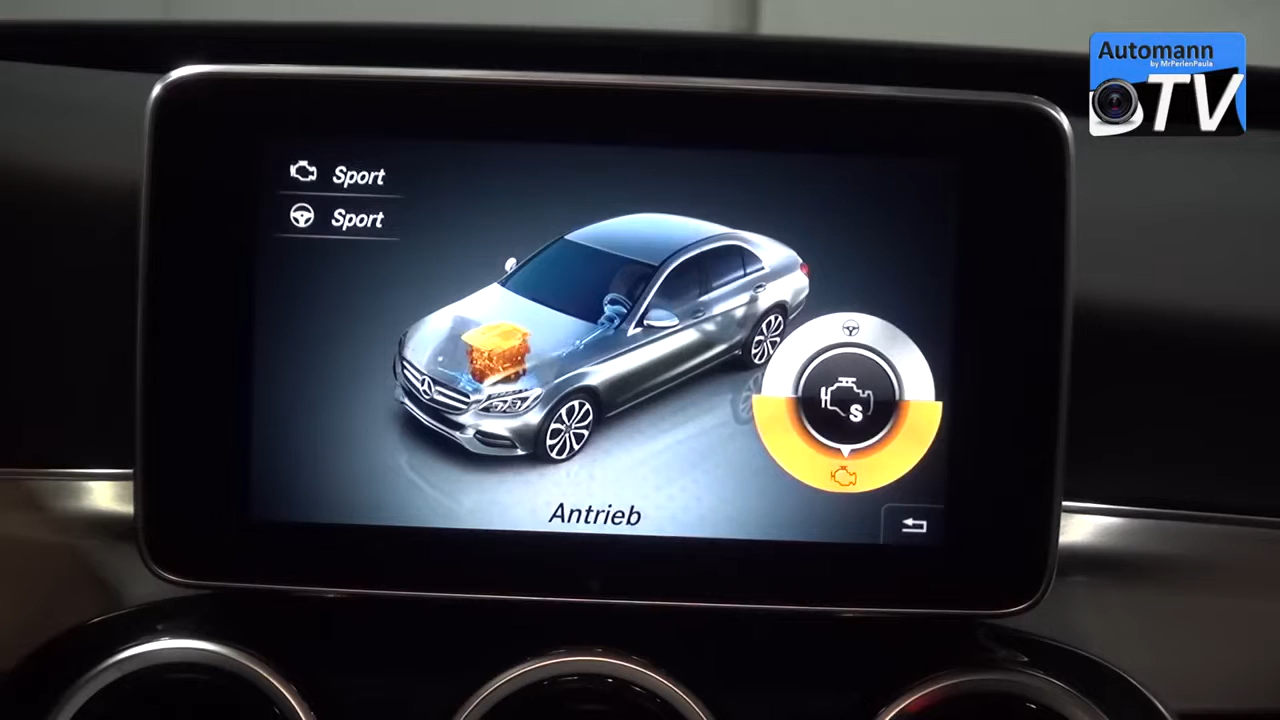 Automann
by MrPerlenPaula
TV
Sport
Sport
S
Antrieb